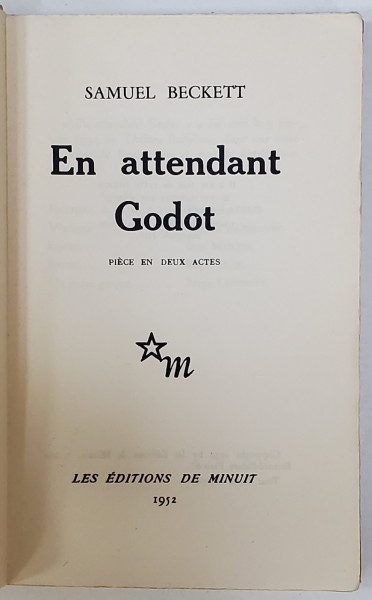 SAMUEL BECKETT
En attendant
Godot
PIÈCE EN DEUX ACTES
m
LES ÉDITIONS DE MINUIT
1952